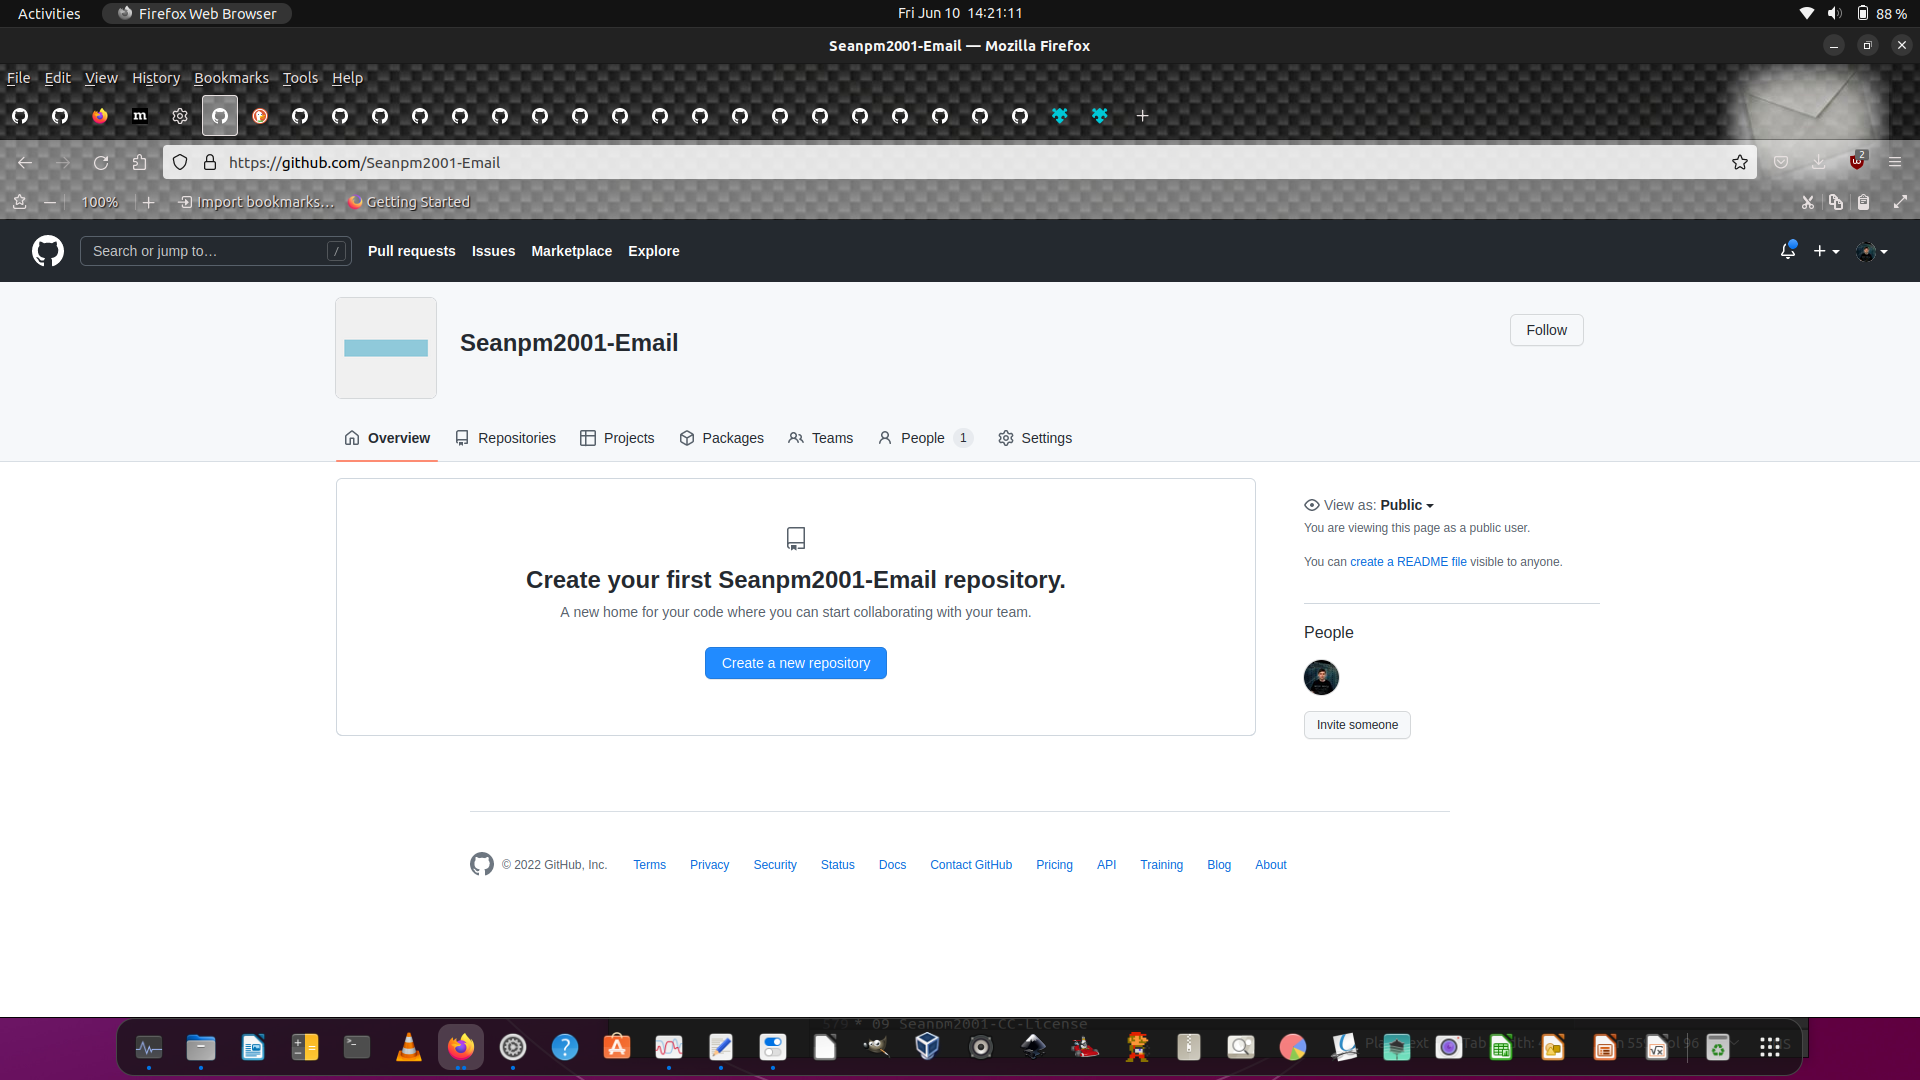 Activities Firefox Web Browser Fri Jun 10 14:21:11 88 %
Seanpm2001-Email — Mozilla Firefox
File Edit View History Bookmarks Tools Help
m
https://github.com/Seanpm2001-Email 2
100% Import bookmarks... Getting Started
Search or jump to... / Pull requests Issues Marketplace Explore
Seanpm2001-Email
Follow
Overview Repositories Projects Packages Teams People 1 Settings
View as: Public
You are viewing this page as a public user.
You can create a README file visible to anyone.
Create your first Seanpm2001-Email repository.
A new home for your code where you can start collaborating with your team.
Create a new repository
People
Invite someone
© 2022 GitHub, Inc. Terms Privacy Security Status Docs Contact GitHub Pricing API Training Blog About
* 09 Seanpm2001-CC-License